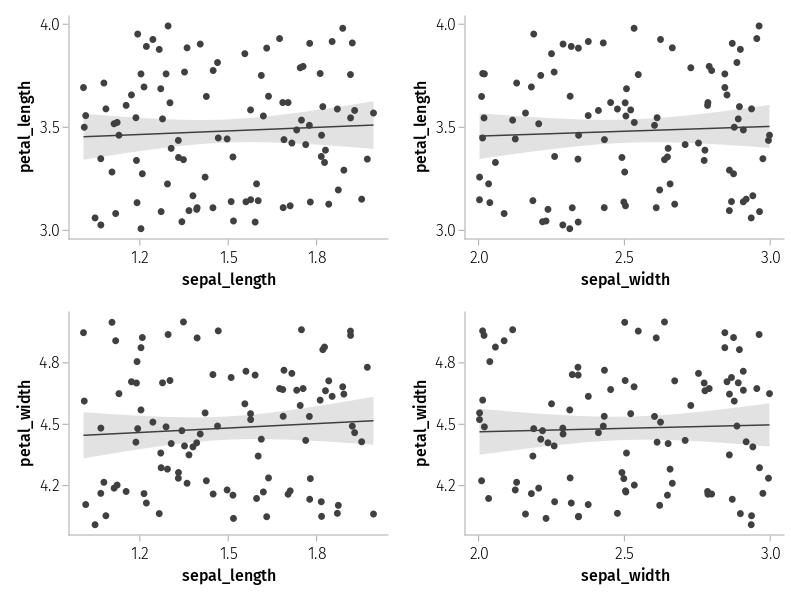 petal_length
4.0
3.5
3.0
1.2 1.5 1.8
sepal_length
petal_length
4.0
3.5
3.0
2.0 2.5 3.0
sepal_width
petal_width
4.8
4.5
4.2
1.2 1.5 1.8
sepal_length
petal_width
4.8
4.5
4.2
2.0 2.5 3.0
sepal_width